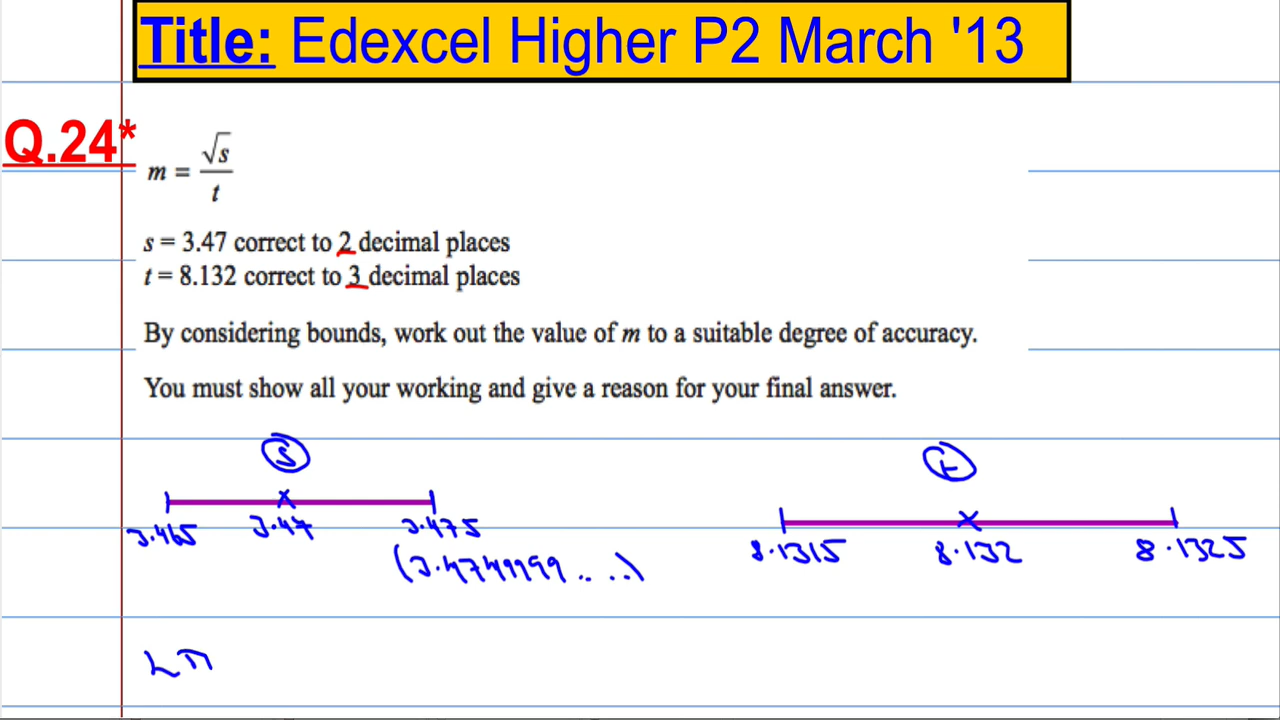 Title: Edexcel Higher P2 March '13
Q.24*
m = √s / t
s = 3.47 correct to 2 decimal places
t = 8.132 correct to 3 decimal places
By considering bounds, work out the value of m to a suitable degree of accuracy.
You must show all your working and give a reason for your final answer.
S t
3.465 3.47 3.475 8.1315 8.132 8.1325
(3.4749999.. ..)